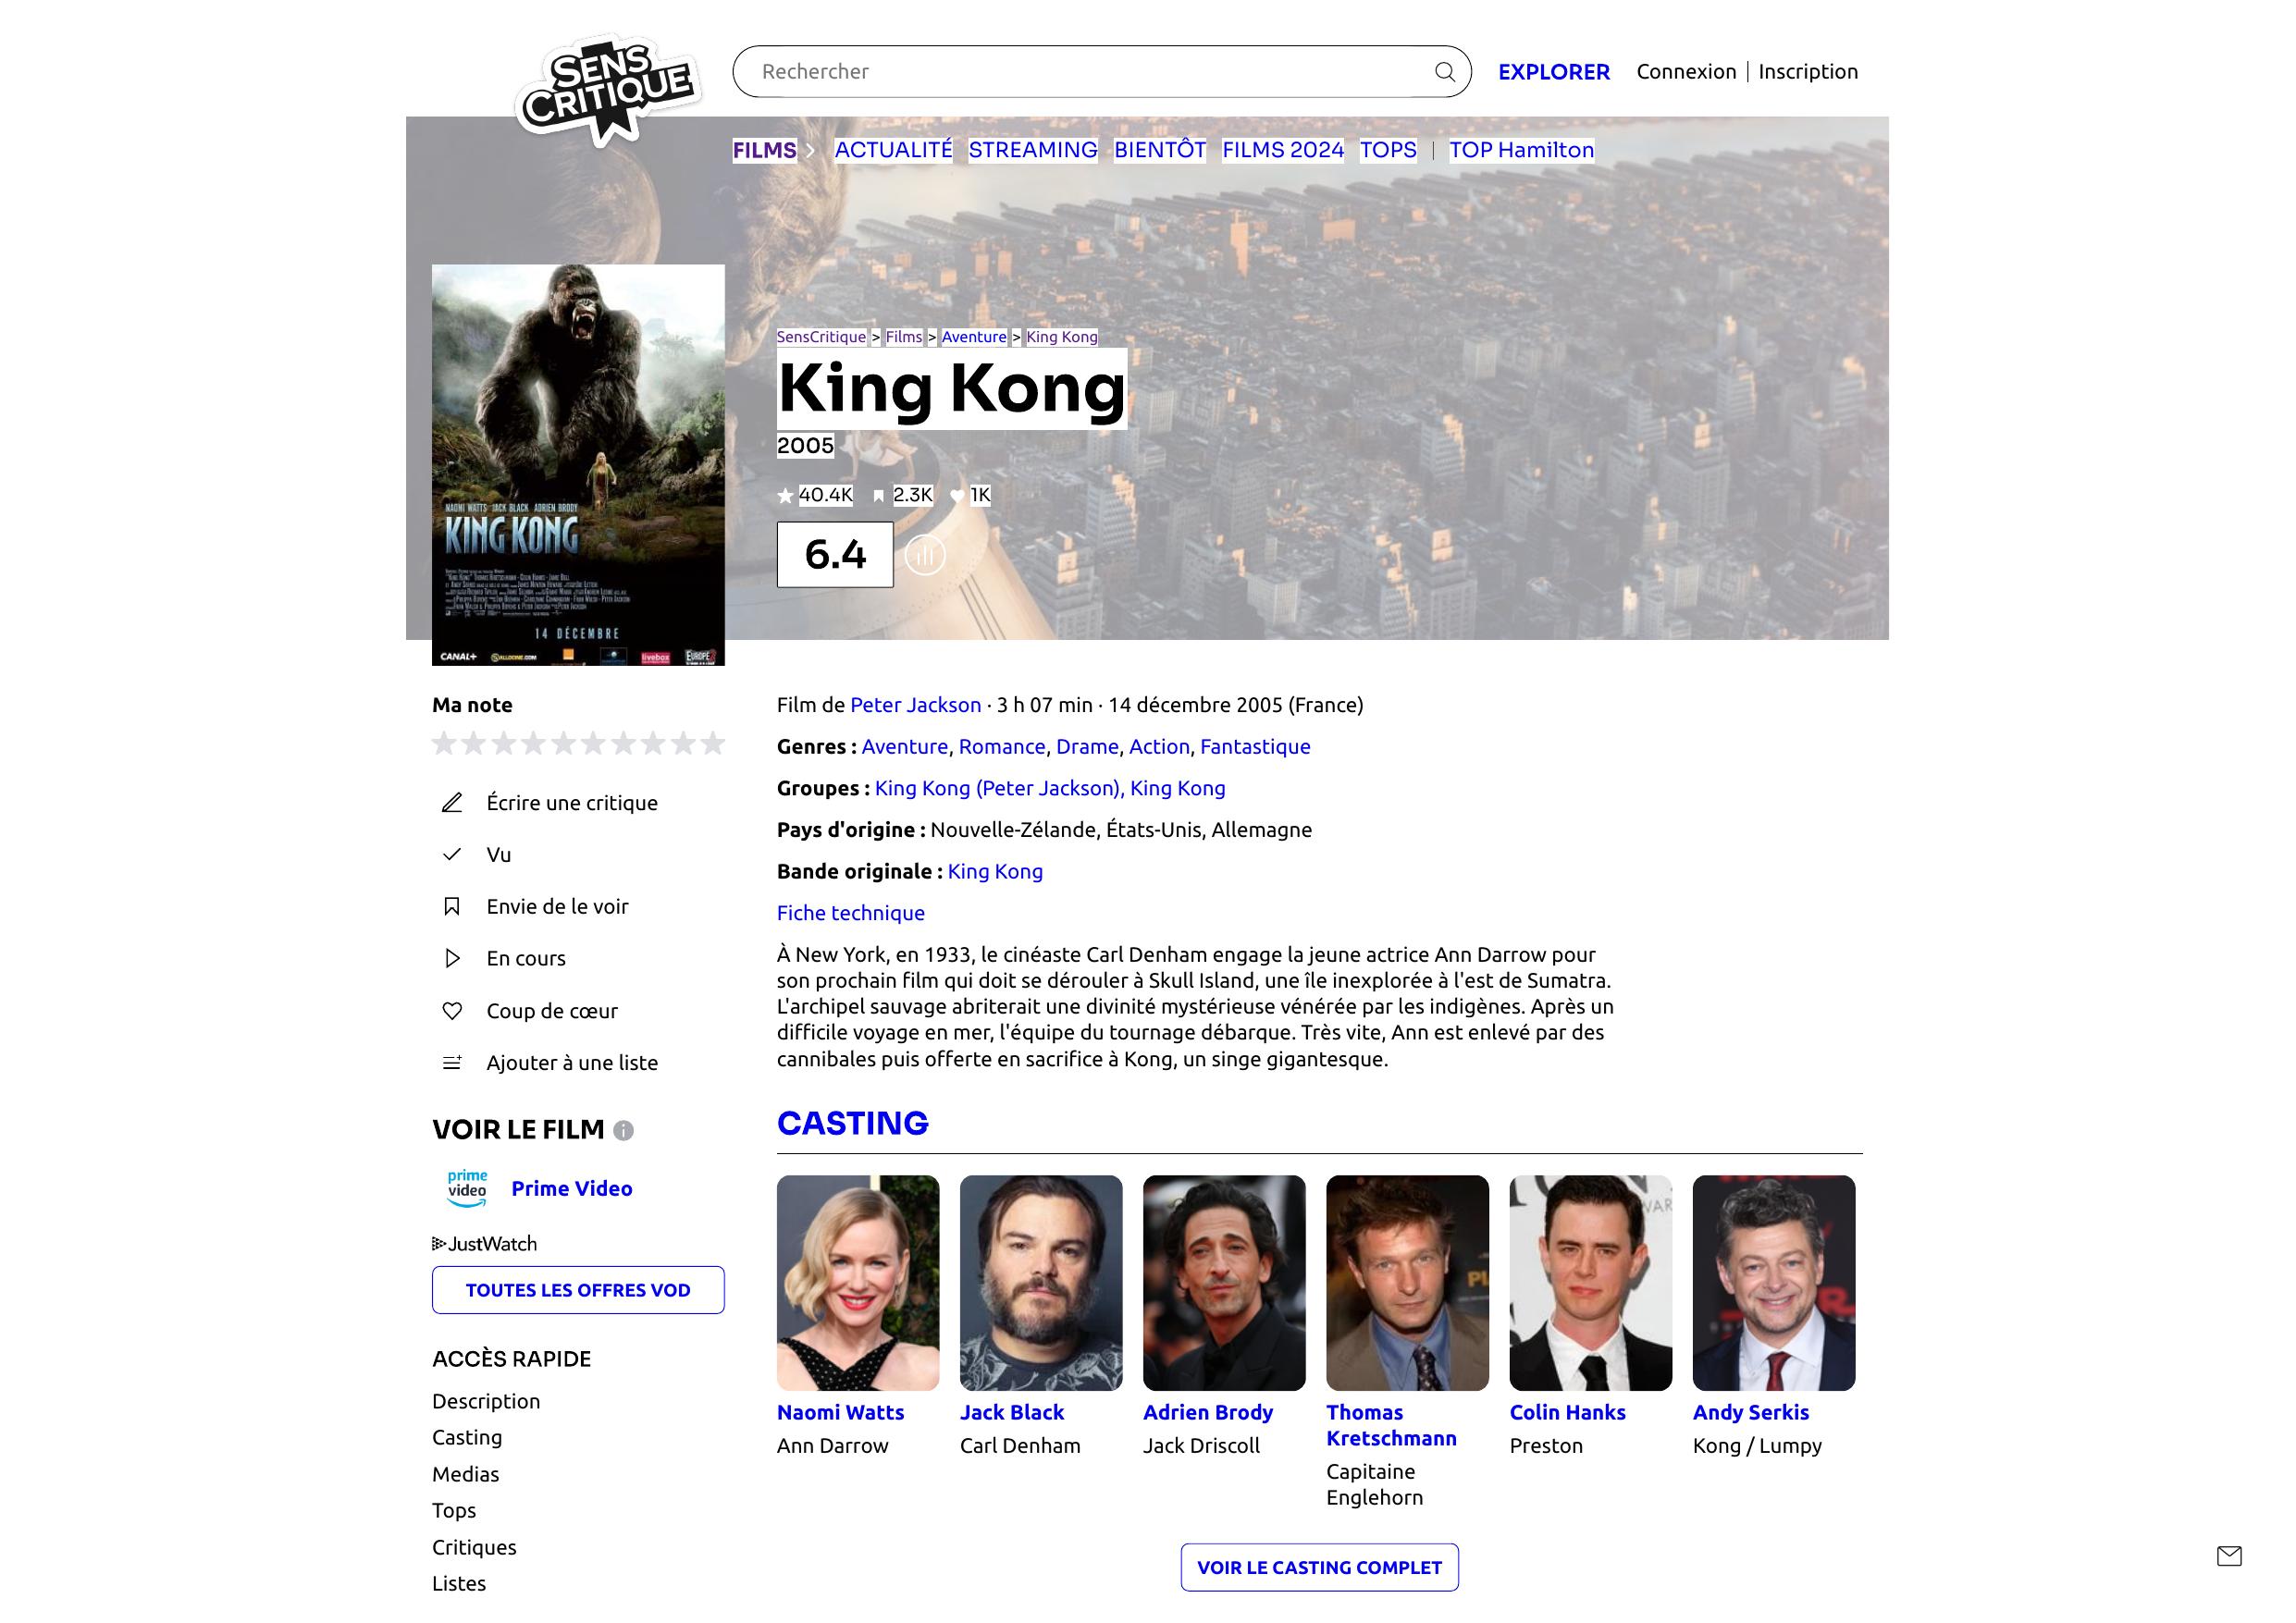 SENS
CRITIQUE
Rechercher
EXPLORER
Connexion | Inscription
FILMS
ACTUALITÉ STREAMING BIENTÔT FILMS 2024 TOPS | TOP Hamilton
SensCritique > Films > Aventure > King Kong
King Kong
2005
40.4K 2.3K 1K
6.4
NAOMI WATTS JACK BLACK ADRIEN BRODY
KING KONG
14 DÉCEMBRE
CANAL+
livebox
EUROPE 2
Ma note
Écrire une critique
Vu
Envie de le voir
En cours
Coup de cœur
Ajouter à une liste
VOIR LE FILM
prime
video
Prime Video
JustWatch
TOUTES LES OFFRES VOD
ACCÈS RAPIDE
Description
Casting
Medias
Tops
Critiques
Listes
Film de Peter Jackson · 3 h 07 min · 14 décembre 2005 (France)
Genres : Aventure, Romance, Drame, Action, Fantastique
Groupes : King Kong (Peter Jackson), King Kong
Pays d'origine : Nouvelle-Zélande, États-Unis, Allemagne
Bande originale : King Kong
Fiche technique
À New York, en 1933, le cinéaste Carl Denham engage la jeune actrice Ann Darrow pour
son prochain film qui doit se dérouler à Skull Island, une île inexplorée à l'est de Sumatra.
L'archipel sauvage abriterait une divinité mystérieuse vénérée par les indigènes. Après un
difficile voyage en mer, l'équipe du tournage débarque. Très vite, Ann est enlevé par des
cannibales puis offerte en sacrifice à Kong, un singe gigantesque.
CASTING
Naomi Watts
Ann Darrow
Jack Black
Carl Denham
Adrien Brody
Jack Driscoll
Thomas
Kretschmann
Capitaine
Englehorn
Colin Hanks
Preston
Andy Serkis
Kong / Lumpy
VOIR LE CASTING COMPLET